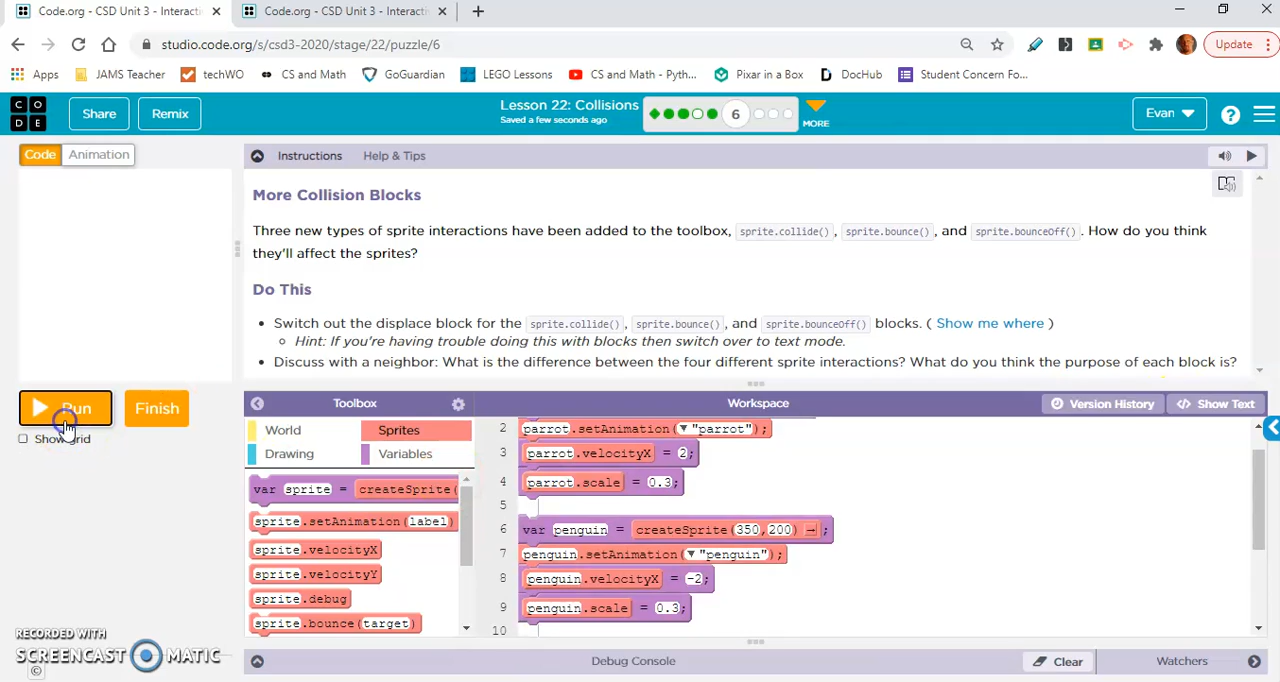 Code.org - CSD Unit 3 - Interac
Code.org - CSD Unit 3 - Interact
studio.code.org/s/csd3-2020/stage/22/puzzle/6
Update
Apps
JAMS Teacher
techWO
CS and Math
GoGuardian
LEGO Lessons
CS and Math - Pyth...
Pixar in a Box
DocHub
Student Concern Fo...
CODE
Share
Remix
Lesson 22: Collisions
Saved a few seconds ago
6
MORE
Evan
?
Code
Animation
Instructions
Help & Tips
More Collision Blocks
Three new types of sprite interactions have been added to the toolbox, sprite.collide(), sprite.bounce(), and sprite.bounceOff(). How do you think
they'll affect the sprites?
Do This
Switch out the displace block for the sprite.collide(), sprite.bounce(), and sprite.bounceOff() blocks. ( Show me where )
Hint: If you're having trouble doing this with blocks then switch over to text mode.
Discuss with a neighbor: What is the difference between the four different sprite interactions? What do you think the purpose of each block is?
Run
Finish
Show grid
Toolbox
Workspace
Version History
Show Text
World
Sprites
Drawing
Variables
var sprite = createSprite(
sprite.setAnimation(label)
sprite.velocityX
sprite.velocityY
sprite.debug
sprite.bounce(target)
2 parrot.setAnimation("parrot");
3 parrot.velocityX = 2;
4 parrot.scale = 0.3;
5
6 var penguin = createSprite(350,200);
7 penguin.setAnimation("penguin");
8 penguin.velocityX = -2;
9 penguin.scale = 0.3;
10
RECORDED WITH
SCREENCAST MATIC
©
Debug Console
Clear
Watchers